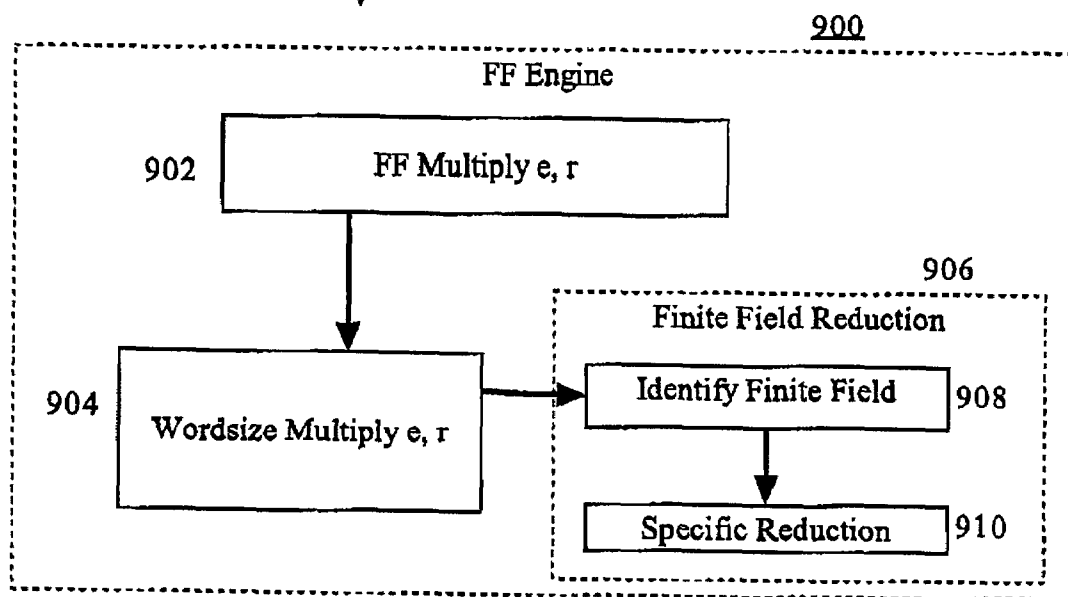 900
FF Engine
902
FF Multiply e, r
906
Finite Field Reduction
904
Wordsize Multiply e, r
Identify Finite Field
908
Specific Reduction
910